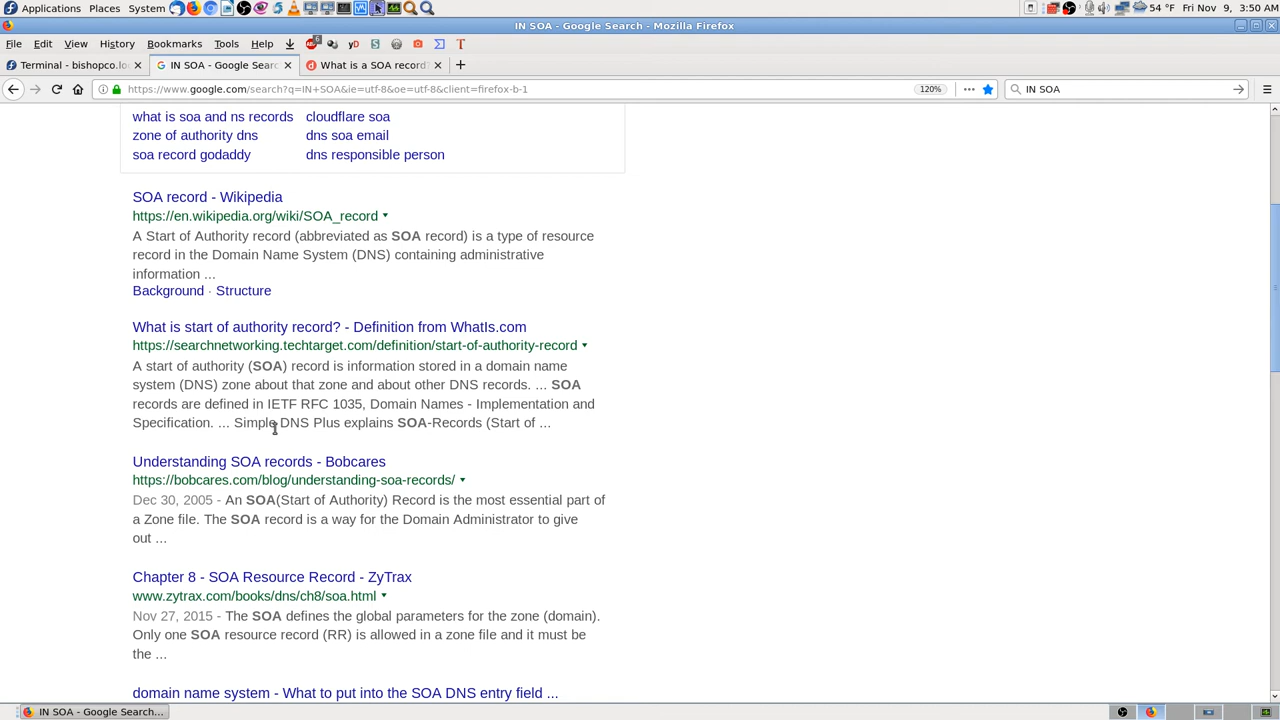 Applications Places System 54 °F Fri Nov 9, 3:50 AM
IN SOA - Google Search - Mozilla Firefox
File Edit View History Bookmarks Tools Help
Terminal - bishopco.lo IN SOA - Google Searc What is a SOA record?
https://www.google.com/search?q=IN+SOA&ie=utf-8&oe=utf-8&client=firefox-b-1 120% IN SOA
what is soa and ns records cloudflare soa
zone of authority dns dns soa email
soa record godaddy dns responsible person
SOA record - Wikipedia
https://en.wikipedia.org/wiki/SOA_record
A Start of Authority record (abbreviated as SOA record) is a type of resource
record in the Domain Name System (DNS) containing administrative
information ...
Background · Structure
What is start of authority record? - Definition from WhatIs.com
https://searchnetworking.techtarget.com/definition/start-of-authority-record
A start of authority (SOA) record is information stored in a domain name
system (DNS) zone about that zone and about other DNS records. ... SOA
records are defined in IETF RFC 1035, Domain Names - Implementation and
Specification. ... Simple DNS Plus explains SOA-Records (Start of ...
Understanding SOA records - Bobcares
https://bobcares.com/blog/understanding-soa-records/
Dec 30, 2005 - An SOA(Start of Authority) Record is the most essential part of
a Zone file. The SOA record is a way for the Domain Administrator to give
out ...
Chapter 8 - SOA Resource Record - ZyTrax
www.zytrax.com/books/dns/ch8/soa.html
Nov 27, 2015 - The SOA defines the global parameters for the zone (domain).
Only one SOA resource record (RR) is allowed in a zone file and it must be
the ...
domain name system - What to put into the SOA DNS entry field ...
IN SOA - Google Search...